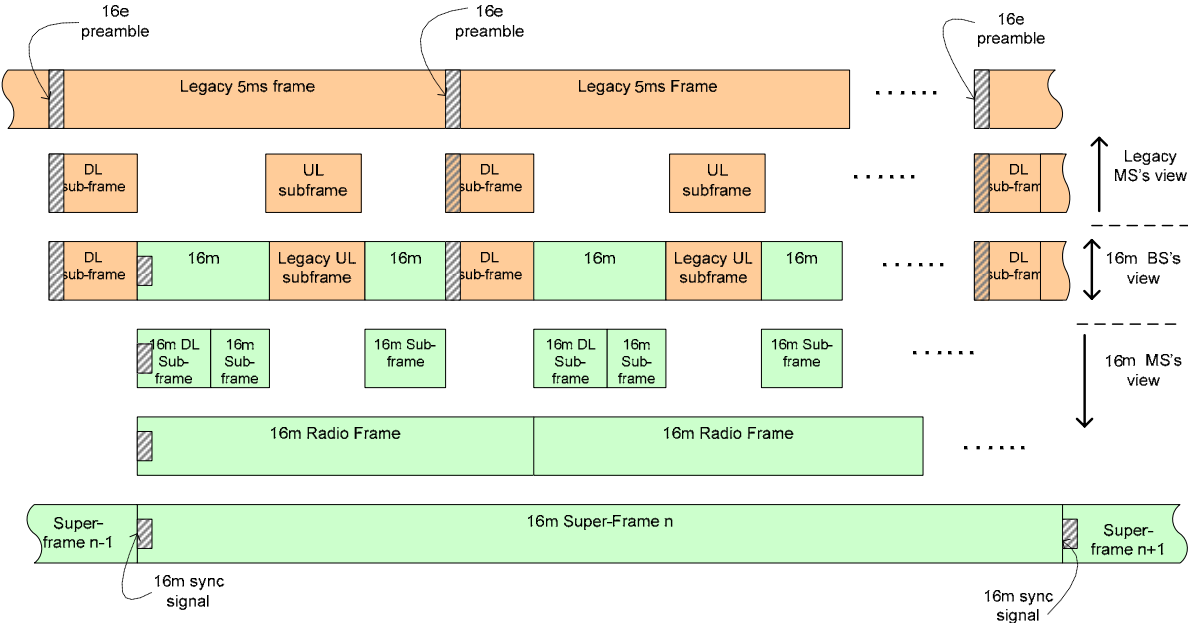 16e
preamble
16e
preamble
16e
preamble
Legacy 5ms frame
Legacy 5ms Frame
DL
sub-frame
UL
subframe
DL
sub-frame
UL
subframe
DL
sub-frame
Legacy
MS's view
DL
sub-frame
16m
Legacy UL
subframe
16m
DL
sub-frame
16m
Legacy UL
subframe
16m
DL
sub-frame
16m BS's
view
16m DL
Sub-
frame
16m
Sub-
frame
16m Sub-
frame
16m DL
Sub-
frame
16m
Sub-
frame
16m Sub-
frame
16m MS's
view
16m Radio Frame
16m Radio Frame
Super-
frame n-1
16m Super-Frame n
Super-
frame n+1
16m sync
signal
16m sync
signal